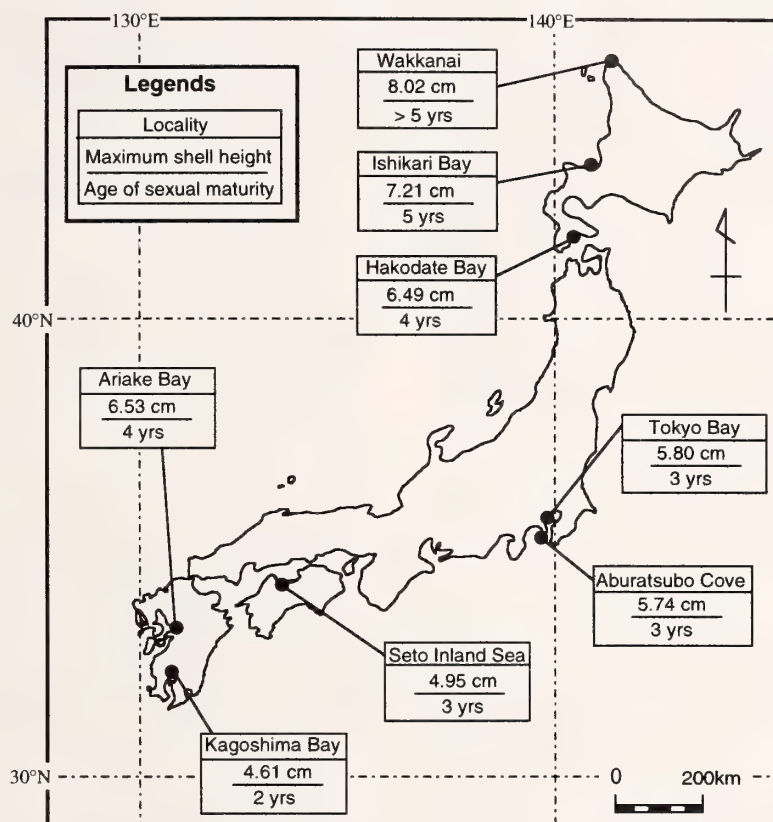 130°E
140°E
Legends
Locality
Maximum shell height
Age of sexual maturity
Wakkanai
8.02 cm
> 5 yrs
Ishikari Bay
7.21 cm
5 yrs
Hakodate Bay
6.49 cm
4 yrs
40°N
Ariake Bay
6.53 cm
4 yrs
Tokyo Bay
5.80 cm
3 yrs
Aburatsubo Cove
5.74 cm
3 yrs
Seto Inland Sea
4.95 cm
3 yrs
Kagoshima Bay
4.61 cm
2 yrs
30°N
0 200km